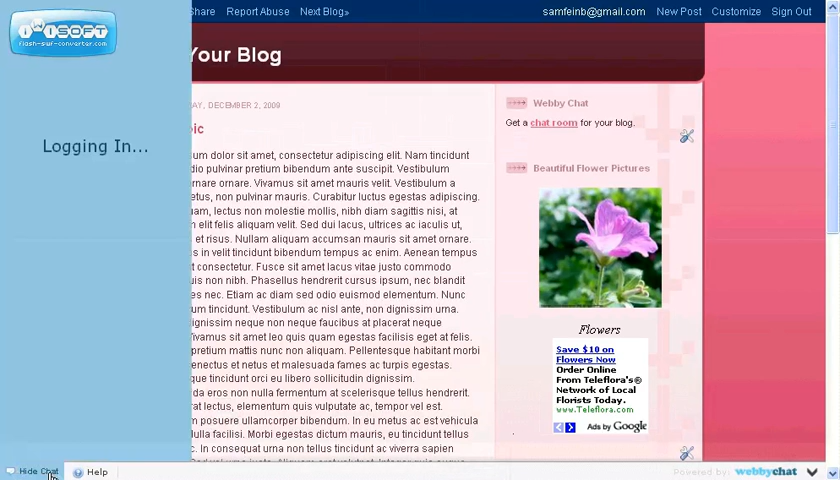 Share Report Abuse Next Blog» samfeinb@gmail.com New Post Customize Sign Out
iWiSOFT
flash-swf-converter.com
Your Blog
AY, DECEMBER 2, 2009
ic
um dolor sit amet, consectetur adipiscing elit. Nam tincidunt
dio pulvinar pretium bibendum ante suscipit. Vestibulum
ornare ornare. Vivamus sit amet mauris velit. Vestibulum a
etus, non pulvinar mauris. Curabitur luctus egestas adipiscing.
uam, lectus non molestie mollis, nibh diam sagittis nisi, at
n elit felis aliquam velit. Sed dui lacus, ultrices ac iaculis ut,
et risus. Nullam aliquam accumsan mauris sit amet ornare.
s in velit tincidunt bibendum tempus ac enim. Aenean tempus
t consectetur. Fusce sit amet lacus vitae justo commodo
uis non nibh. Phasellus hendrerit cursus ipsum, nec blandit
es nec. Etiam ac diam sed odio euismod elementum. Nunc
um tincidunt. Vestibulum ac nisl ante, non dignissim urna.
dignissim neque non neque faucibus at placerat neque
Vivamus sit amet leo quis quam egestas facilisis eget at felis.
pretium mattis nunc non aliquam. Pellentesque habitant morbi
enectus et netus et malesuada fames ac turpis egestas.
que tincidunt orci eu libero sollicitudin dignissim.
da eros non nulla fermentum at scelerisque tellus hendrerit.
rat lectus, elementum quis vulputate ac, tempor vel est.
m posuere ullamcorper bibendum. In eu metus ac est vehicula
ulla facilisi. Morbi egestas dictum mauris, eu tincidunt tellus
c. In consequat urna non tellus tincidunt ac viverra sapien
Logging In...
Webby Chat
Get a chat room for your blog.
Beautiful Flower Pictures
Flowers
Save $10 on
Flowers Now
Order Online
From Teleflora's®
Network of Local
Florists Today.
www.Teleflora.com
Ads by Google
Hide Chat Help Powered by: webbychat